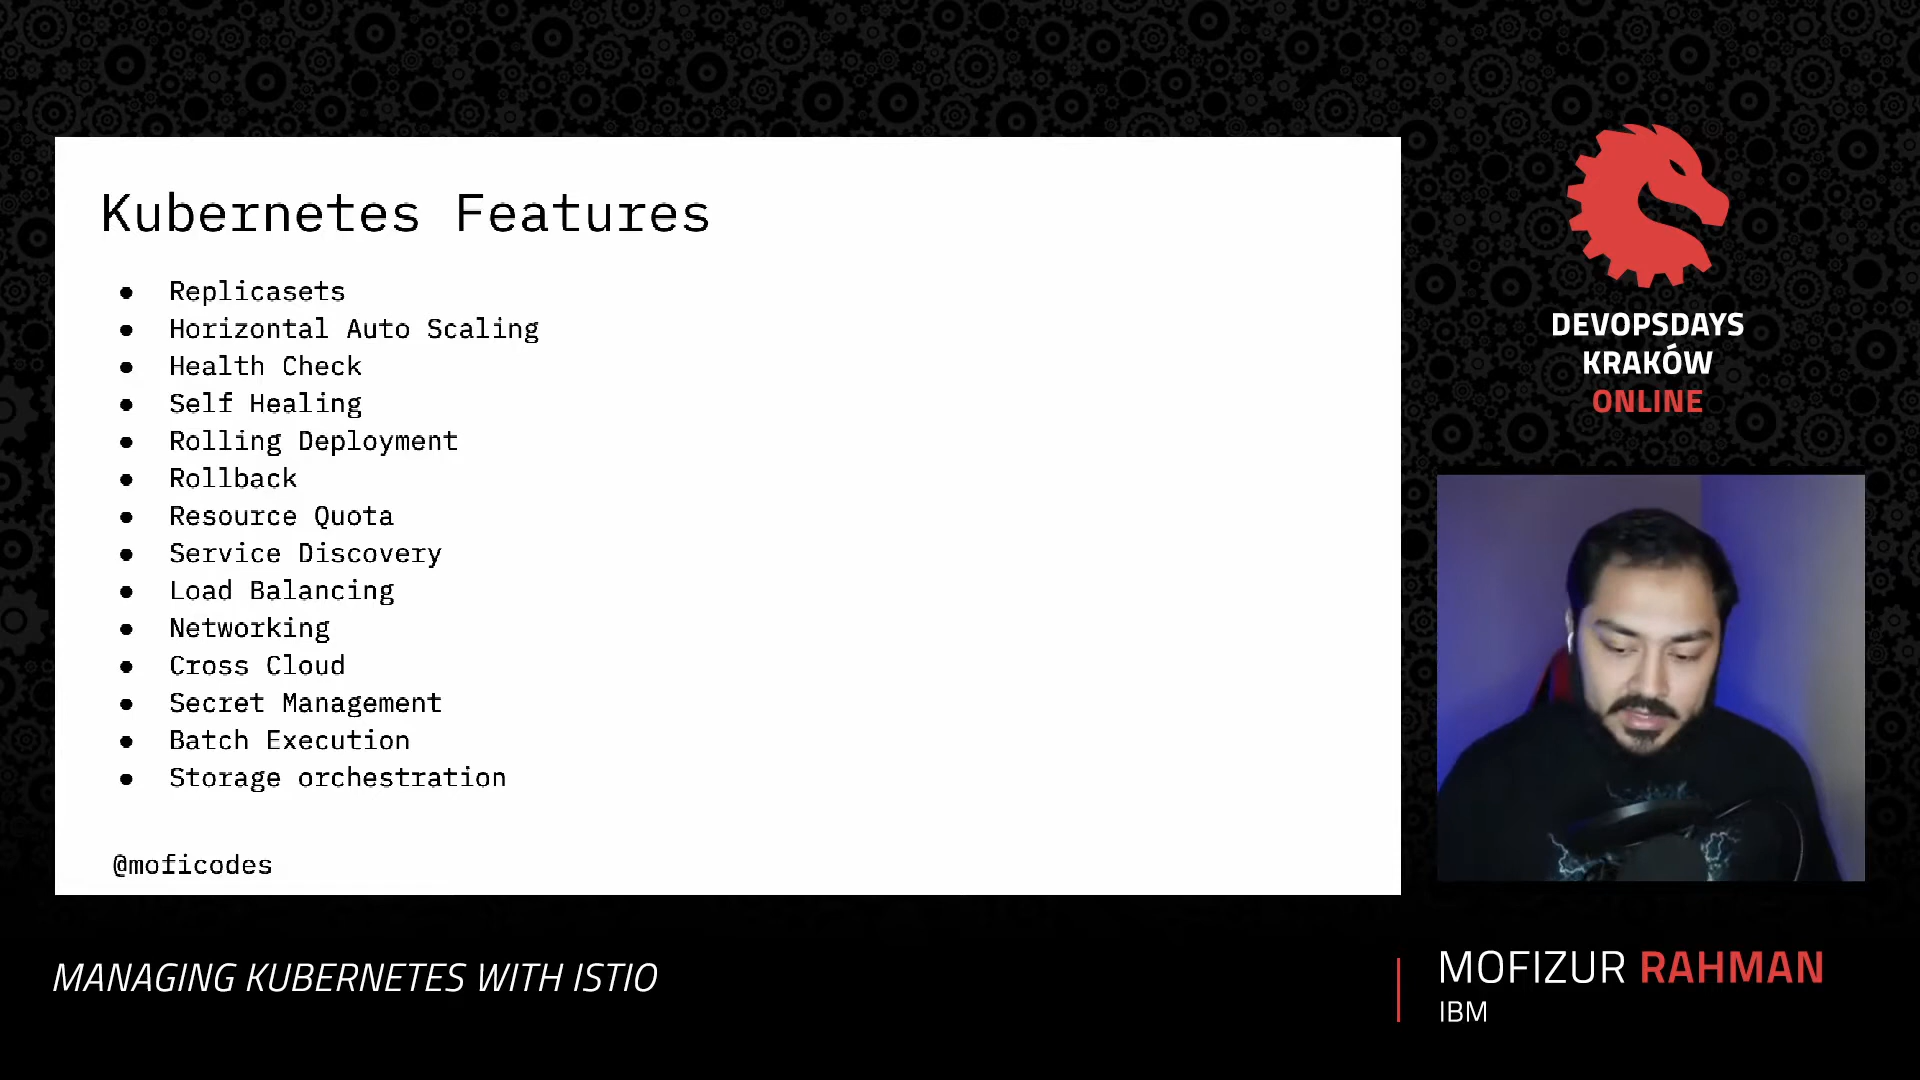 Kubernetes Features
● Replicasets
● Horizontal Auto Scaling
● Health Check
● Self Healing
● Rolling Deployment
● Rollback
● Resource Quota
● Service Discovery
● Load Balancing
● Networking
● Cross Cloud
● Secret Management
● Batch Execution
● Storage orchestration
@moficodes
DEVOPSDAYS
KRAKÓW
ONLINE
MANAGING KUBERNETES WITH ISTIO
MOFIZUR RAHMAN
IBM